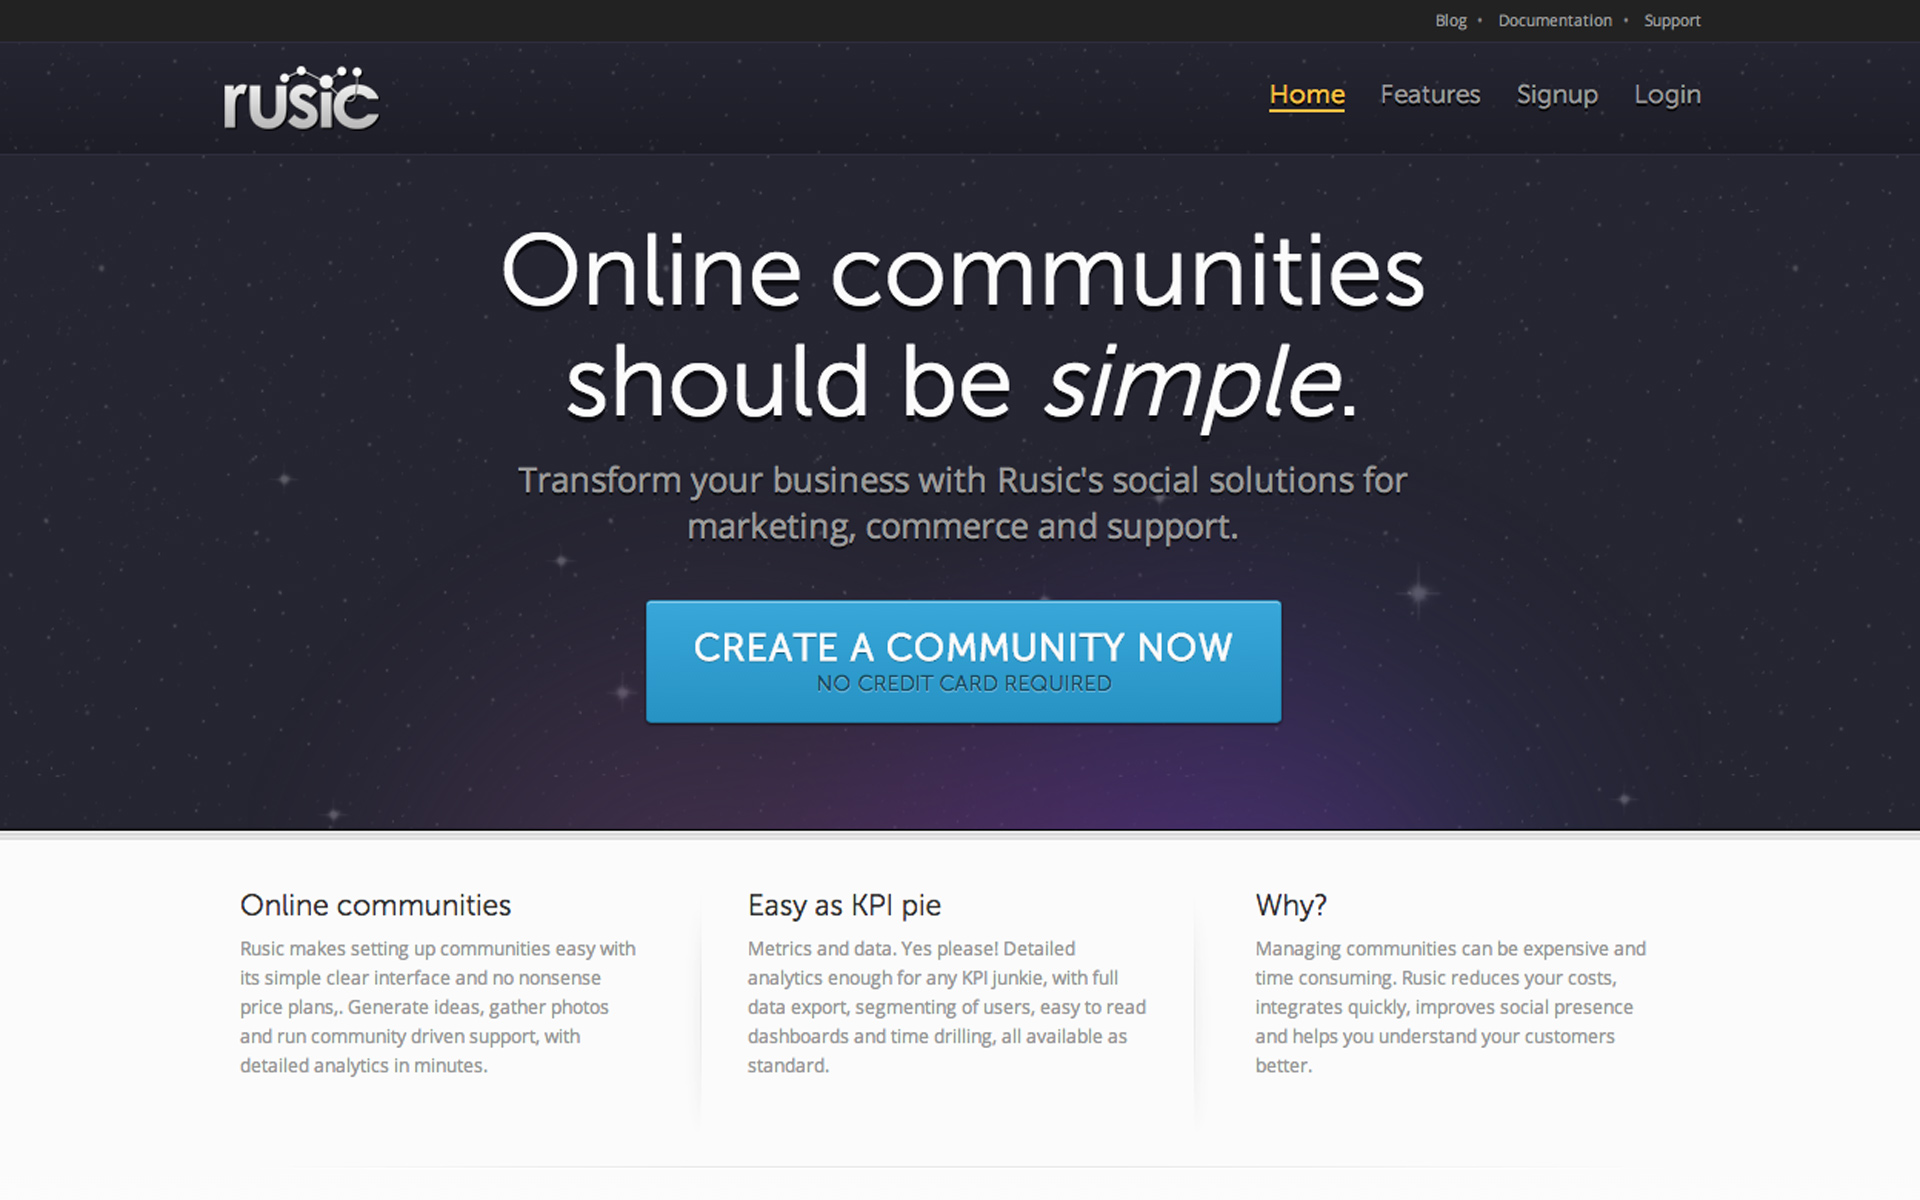 Blog • Documentation • Support
rusic
Home Features Signup Login
Online communities
should be simple.
Transform your business with Rusic's social solutions for
marketing, commerce and support.
CREATE A COMMUNITY NOW
NO CREDIT CARD REQUIRED
Online communities
Rusic makes setting up communities easy with
its simple clear interface and no nonsense
price plans,. Generate ideas, gather photos
and run community driven support, with
detailed analytics in minutes.
Easy as KPI pie
Metrics and data. Yes please! Detailed
analytics enough for any KPI junkie, with full
data export, segmenting of users, easy to read
dashboards and time drilling, all available as
standard.
Why?
Managing communities can be expensive and
time consuming. Rusic reduces your costs,
integrates quickly, improves social presence
and helps you understand your customers
better.